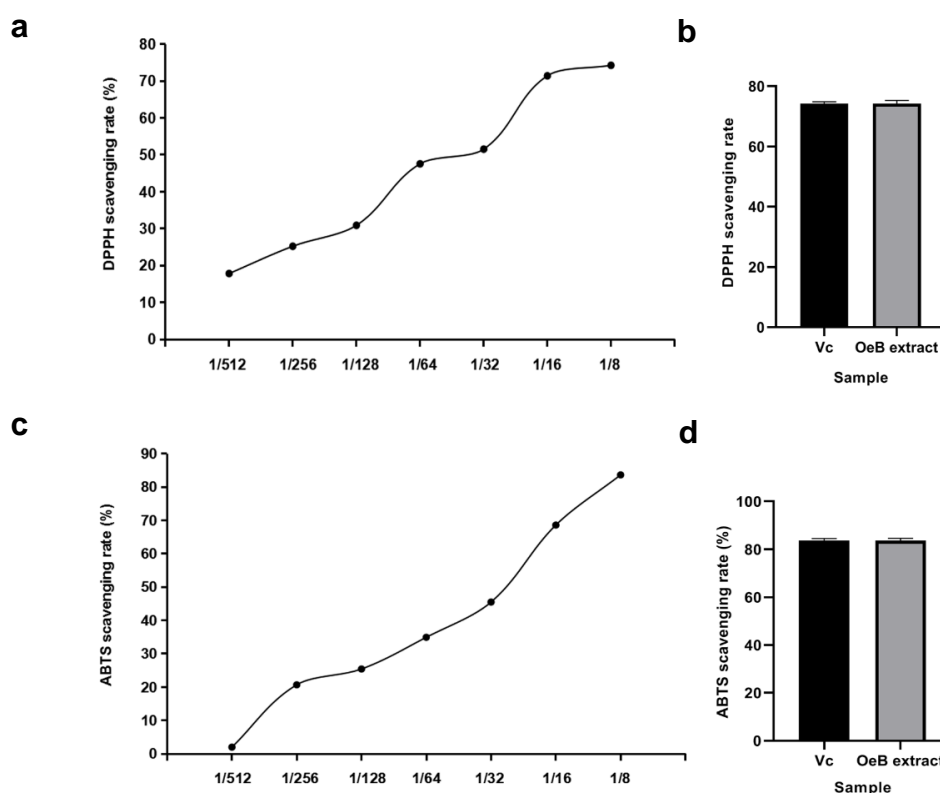 a
DPPH scavenging rate (%)
80
70
60
50
40
30
20
10
0
1/512 1/256 1/128 1/64 1/32 1/16 1/8
b
DPPH scavenging rate
80
60
40
20
0
Vc OeB extract
Sample
c
ABTS scavenging rate (%)
90
80
70
60
50
40
30
20
10
0
1/512 1/256 1/128 1/64 1/32 1/16 1/8
d
ABTS scavenging rate (%)
100
80
60
40
20
0
Vc OeB extract
Sample